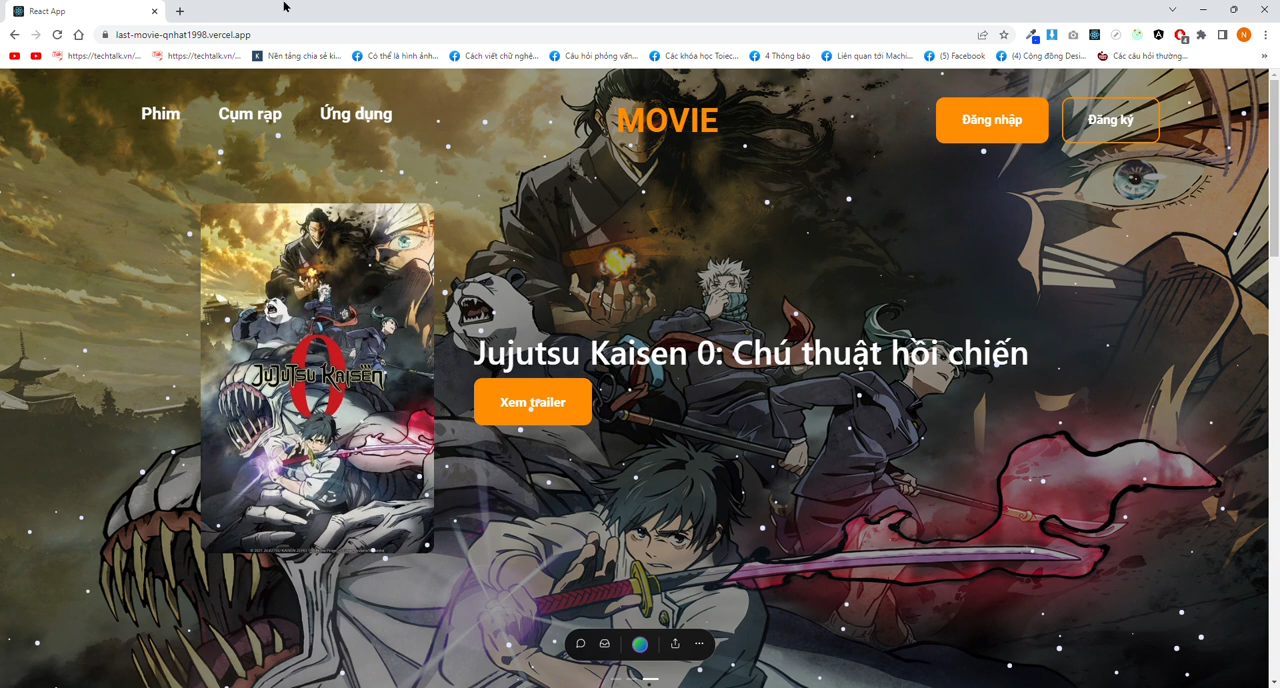 React App
last-movie-qnhat1998.vercel.app
https://techtalk.vn/...
https://techtalk.vn/...
Nền tảng chia sẻ ki...
Có thể là hình ảnh...
Cách viết chữ nghệ...
Câu hỏi phỏng vấn...
Các khóa học Toiec...
4 Thông báo
Liên quan tới Machi...
(5) Facebook
(4) Cộng đồng Desi...
Các câu hỏi thường...
Phim
Cụm rạp
Ứng dụng
MOVIE
Đăng nhập
Đăng ký
0
JUJUTSU KAISEN
Jujutsu Kaisen 0: Chú thuật hồi chiến
Xem trailer